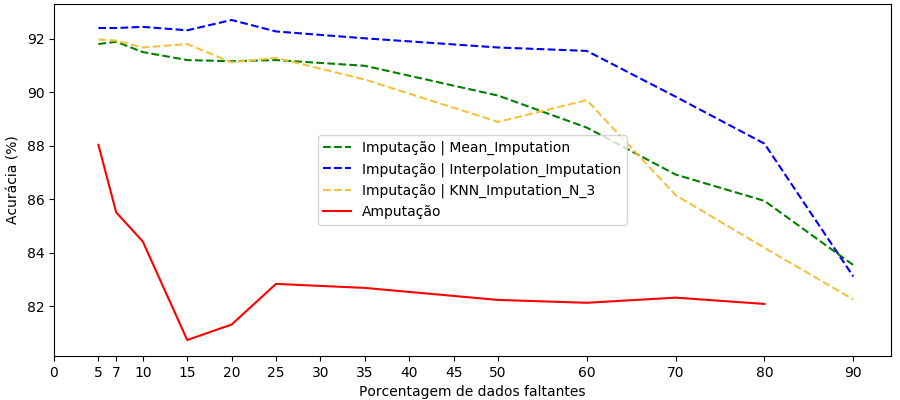 92
90
88
86
84
82
Acurácia (%)
Imputação | Mean_Imputation
Imputação | Interpolation_Imputation
Imputação | KNN_Imputation_N_3
Amputação
0 5 7 10 15 20 25 30 35 40 45 50 60 70 80 90
Porcentagem de dados faltantes